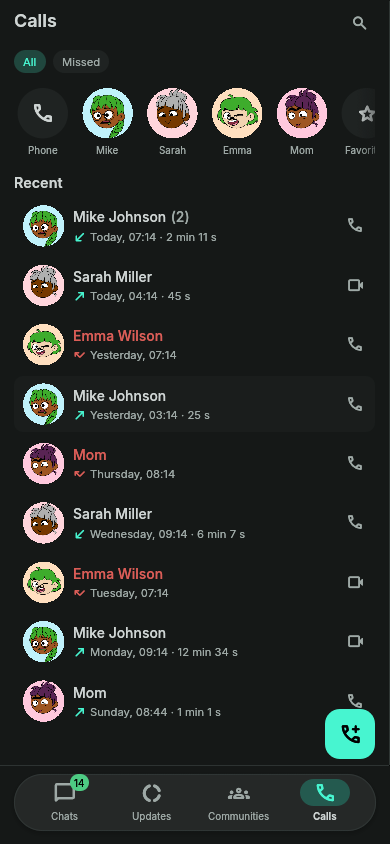 Calls
All
Missed
Phone
Mike
Sarah
Emma
Mom
Favorit
Recent
Mike Johnson (2)
Today, 07:14 · 2 min 11 s
Sarah Miller
Today, 04:14 · 45 s
Emma Wilson
Yesterday, 07:14
Mike Johnson
Yesterday, 03:14 · 25 s
Mom
Thursday, 08:14
Sarah Miller
Wednesday, 09:14 · 6 min 7 s
Emma Wilson
Tuesday, 07:14
Mike Johnson
Monday, 09:14 · 12 min 34 s
Mom
Sunday, 08:44 · 1 min 1 s
14
Chats
Updates
Communities
Calls